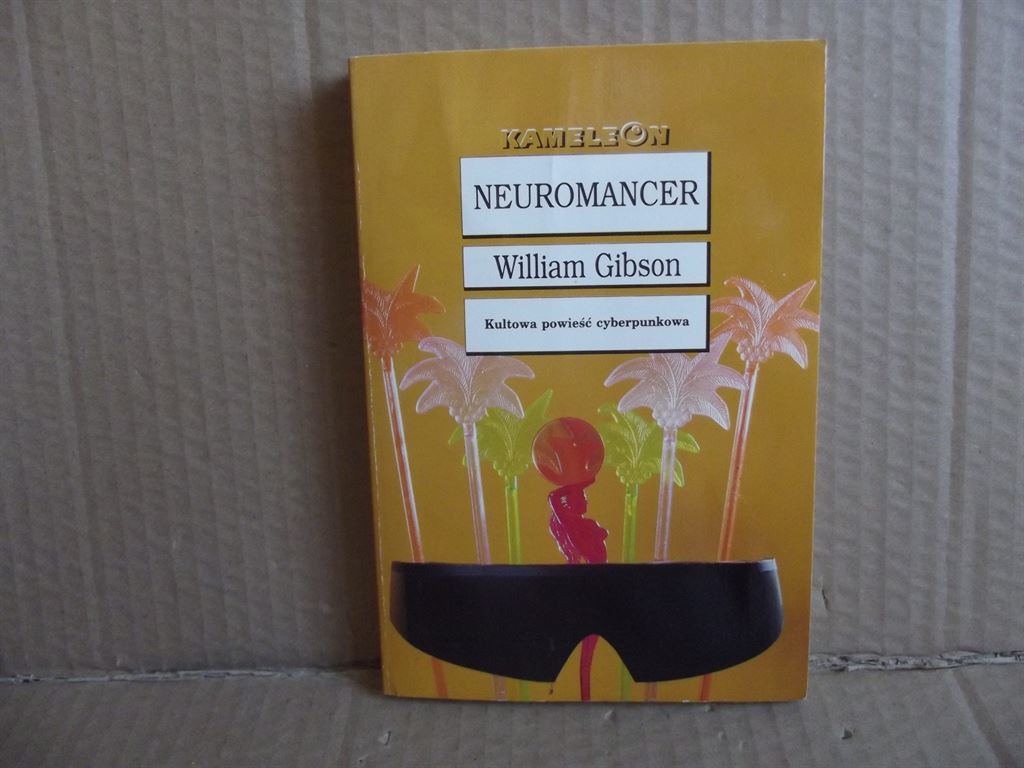 KAMELEON
NEUROMANCER
William Gibson
Kultowa powieść cyberpunkowa